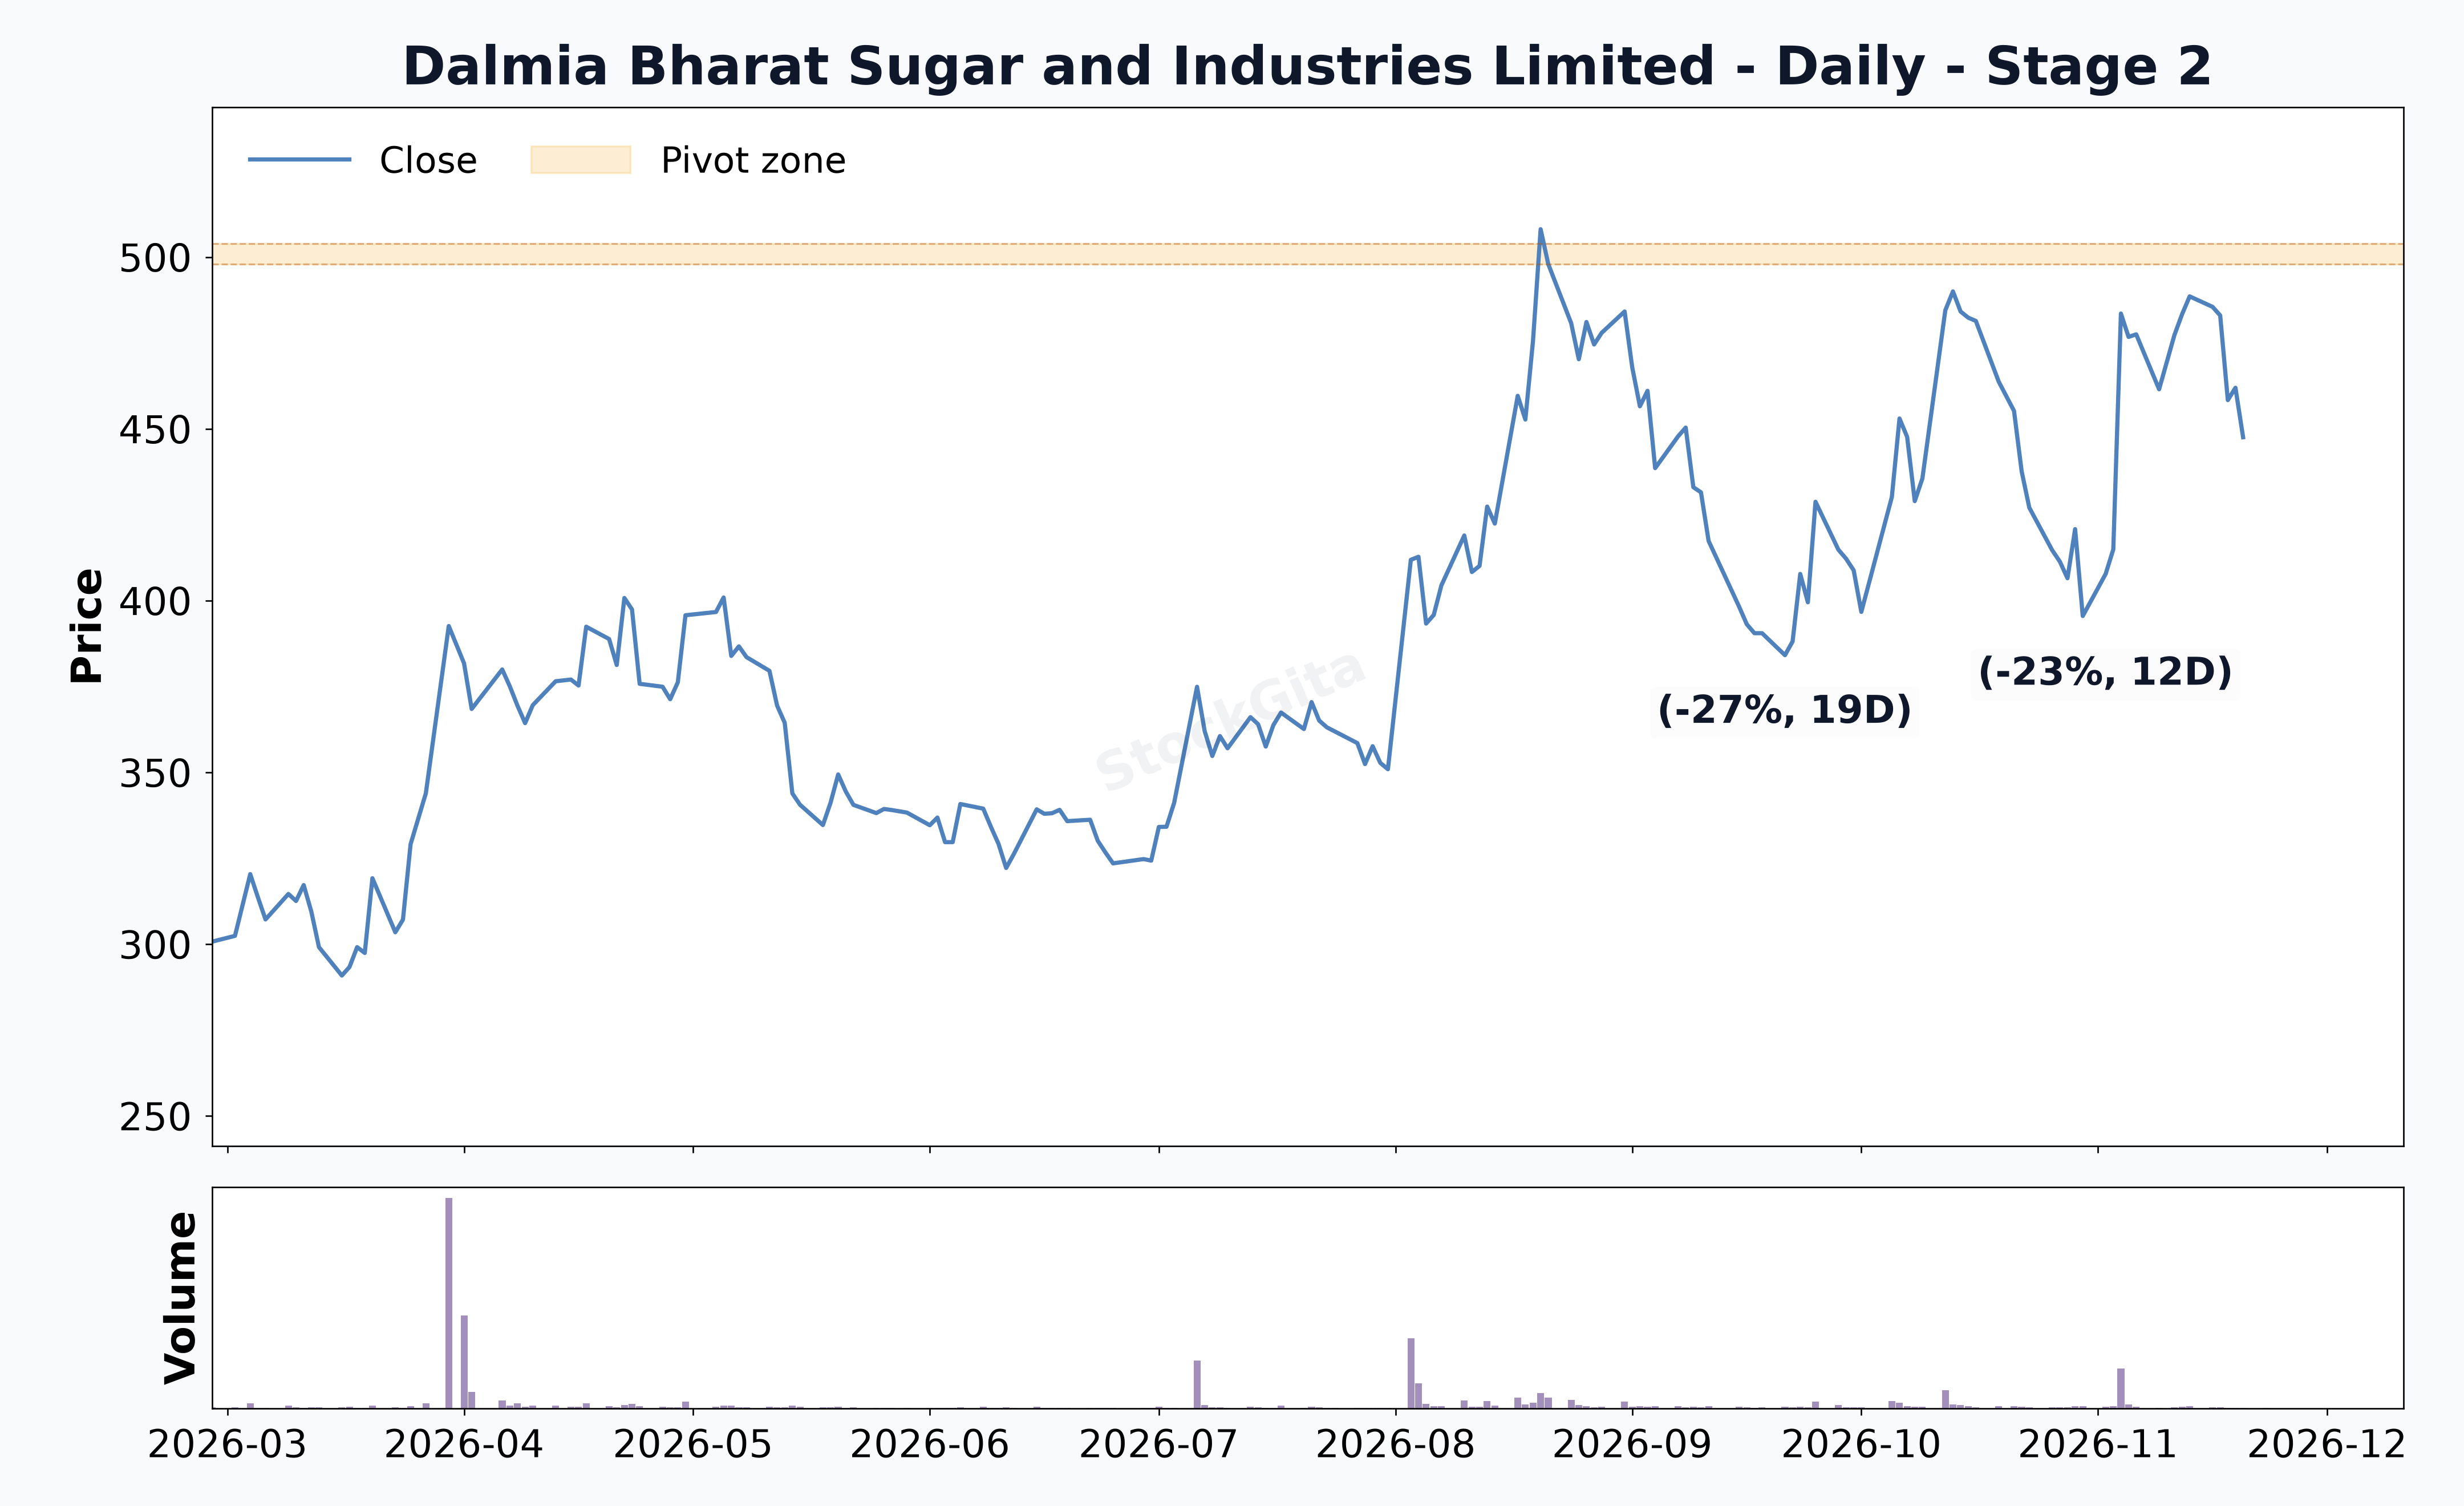 Dalmia Bharat Sugar and Industries Limited - Daily - Stage 2
Close
Pivot zone
Price
500
450
400
350
300
250
StockGita
(-27%, 19D)
(-23%, 12D)
Volume
2026-03
2026-04
2026-05
2026-06
2026-07
2026-08
2026-09
2026-10
2026-11
2026-12